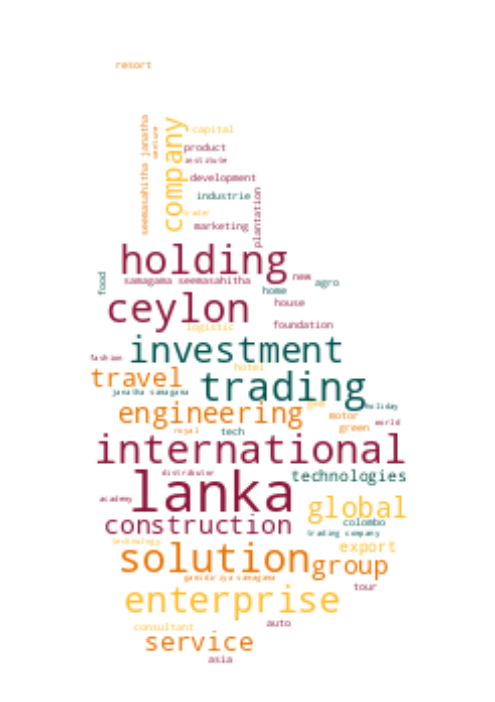 resort
seemasahitha janatha
venture
company
capital
product
institute
development
industrie
trader
marketing
plantation
holding
food
samagama seemasahitha
new
agro
home
house
ceylon
logistic
foundation
investment
fashion
hotel
travel
trading
janatha samagama
gem
holiday
engineering
motor
world
royal
tech
green
international
distributor
technologies
lanka
academy
global
construction
colombo
trading company
technology
export
solution
group
gamidiriya samagama
tour
enterprise
auto
consultant
service
asia